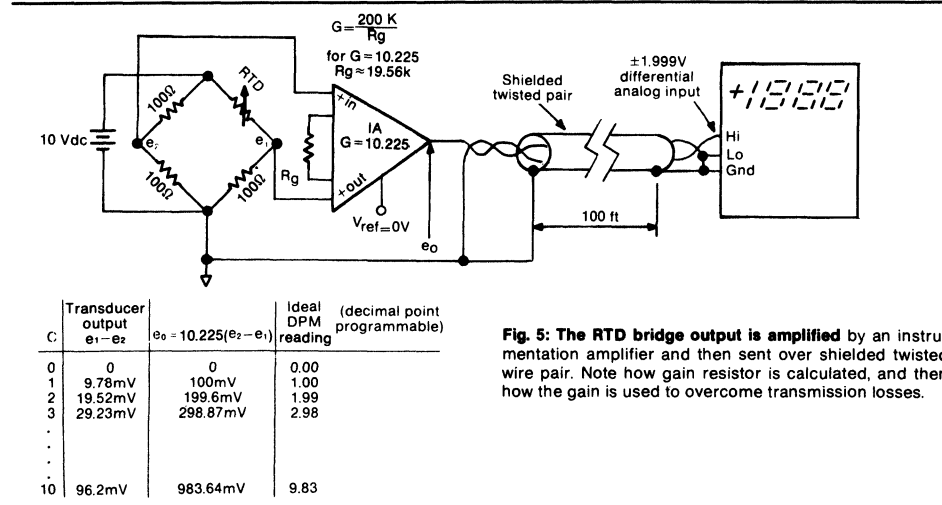 G=200 K
Rg
for G=10.225
Rg≈19.56k
±1.999V
differential
analog input
Shielded
twisted pair
RTD
100Ω
+in
+1888
10 Vdc
e₂
e₁
IA
G=10.225
Hi
Lo
Gnd
100Ω
100Ω
Rg
+out
Vref=0V
100 ft
eo
C
Transducer
output
e1−e2
eo=10.225(e2−e1)
Ideal
DPM
reading
(decimal point
programmable)
0 0 0 0.00
1 9.78mV 100mV 1.00
2 19.52mV 199.6mV 1.99
3 29.23mV 298.87mV 2.98
.
.
.
.
10 96.2mV 983.64mV 9.83
Fig. 5: The RTD bridge output is amplified by an instru
mentation amplifier and then sent over shielded twisted
wire pair. Note how gain resistor is calculated, and ther
how the gain is used to overcome transmission losses.